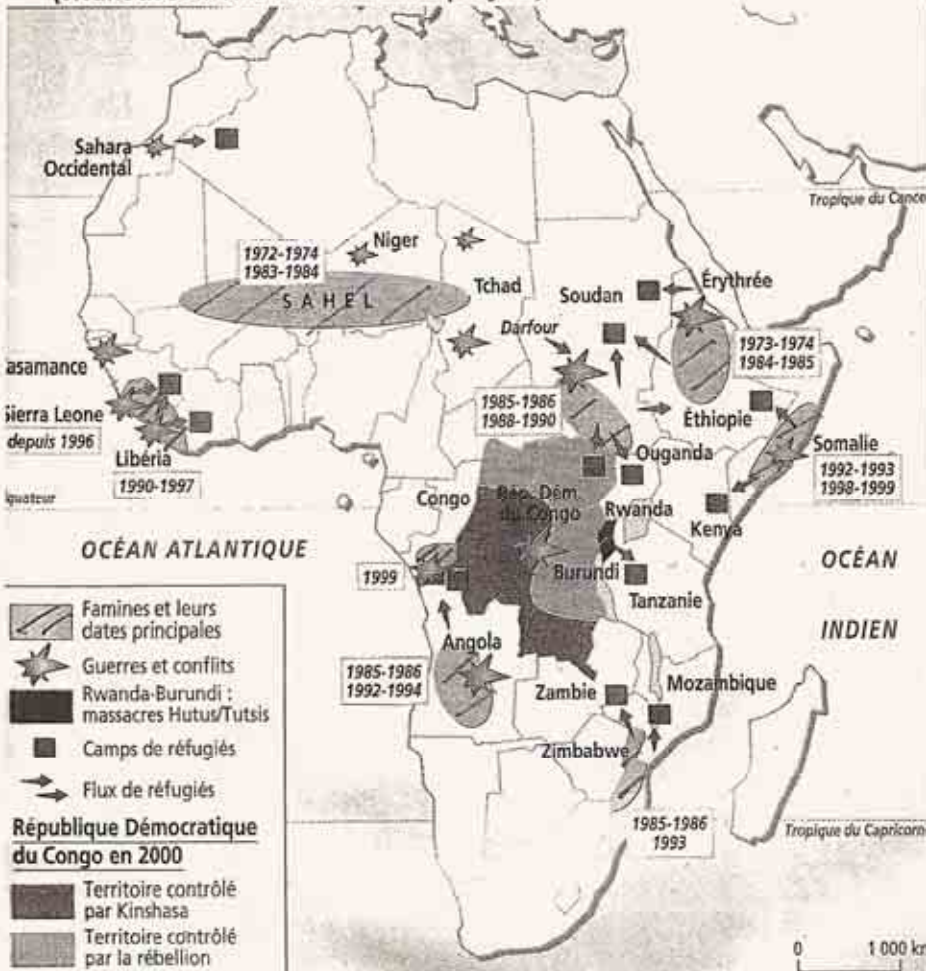 Sahara
Occidental
Tropique du Cance
1972-1974
1983-1984
Niger
SAHEL
Tchad
Soudan
Érythrée
Darfour
1973-1974
1984-1985
asamance
Sierra Leone
depuis 1996
Libéria
1990-1997
1985-1986
1988-1990
Éthiopie
Somalie
1992-1993
1998-1999
Ouganda
Congo
Rép. Dém.
du Congo
Rwanda
Kenya
quateur
OCÉAN ATLANTIQUE
OCÉAN
INDIEN
1999
Burundi
Tanzanie
Angola
1985-1986
1992-1994
Zambie
Mozambique
Zimbabwe
1985-1986
1993
Tropique du Capricorne
Famines et leurs
dates principales
Guerres et conflits
Rwanda-Burundi :
massacres Hutus/Tutsis
Camps de réfugiés
Flux de réfugiés
République Démocratique
du Congo en 2000
Territoire contrôlé
par Kinshasa
Territoire contrôlé
par la rébellion
0 1 000 km